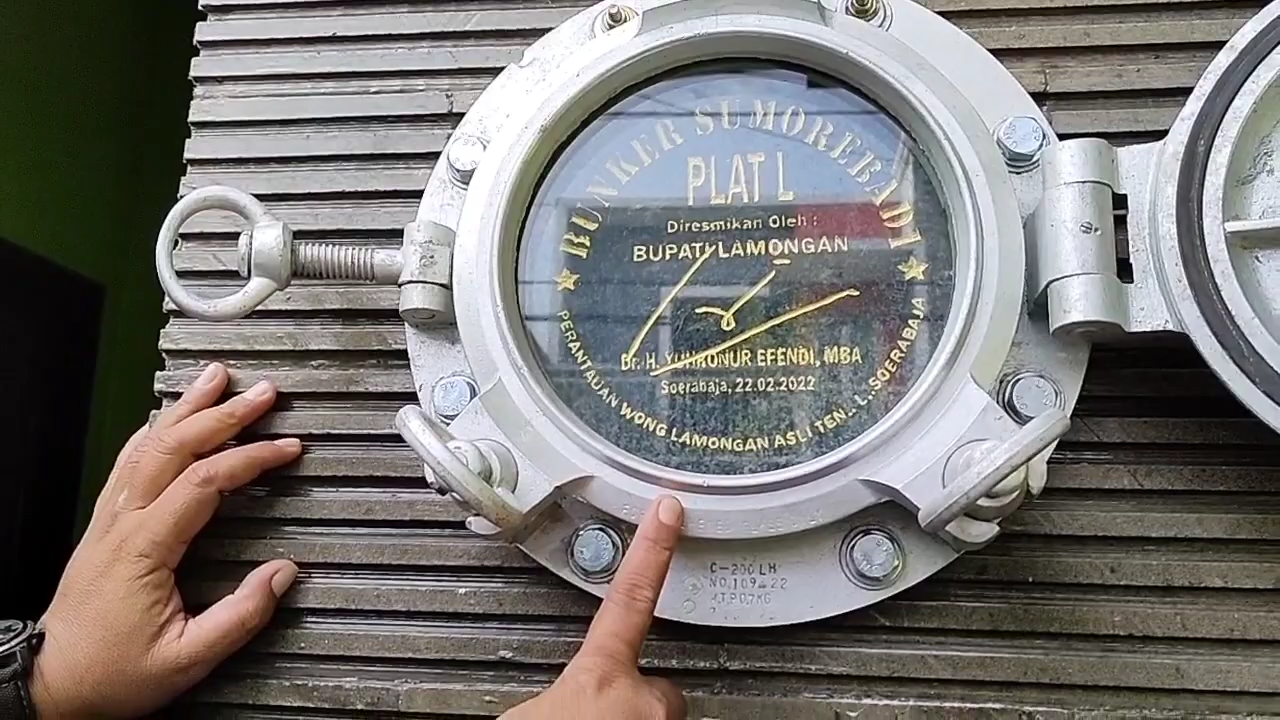 BUNKER SUMOREBADI
PLAT L
Diresmikan Oleh :
BUPATI LAMONGAN
Dr. H. YUHRONUR EFENDI, MBA
Soerabaja, 22.02.2022
PERANTAUAN WONG LAMONGAN ASLI TEN.. L..SOERABAJA
C-200 LH
NO.109-22